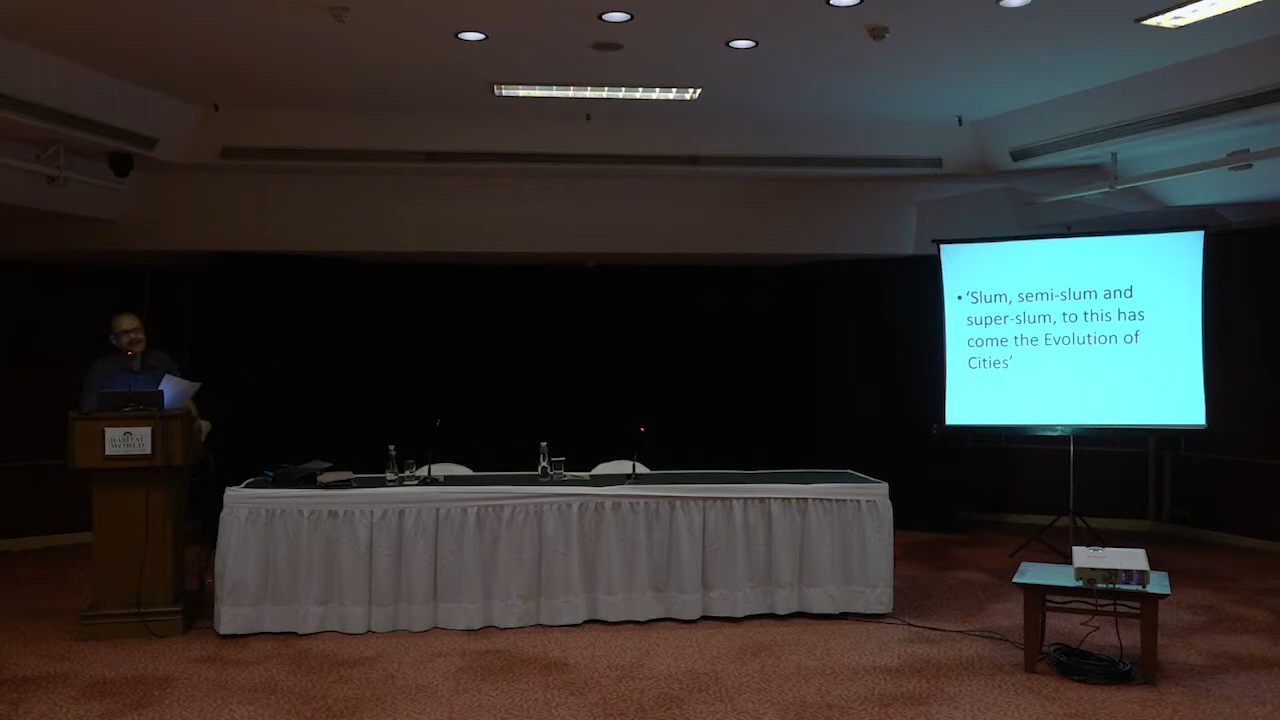 HABITAT
WORLD
• ‘Slum, semi-slum and
super-slum, to this has
come the Evolution of
Cities’